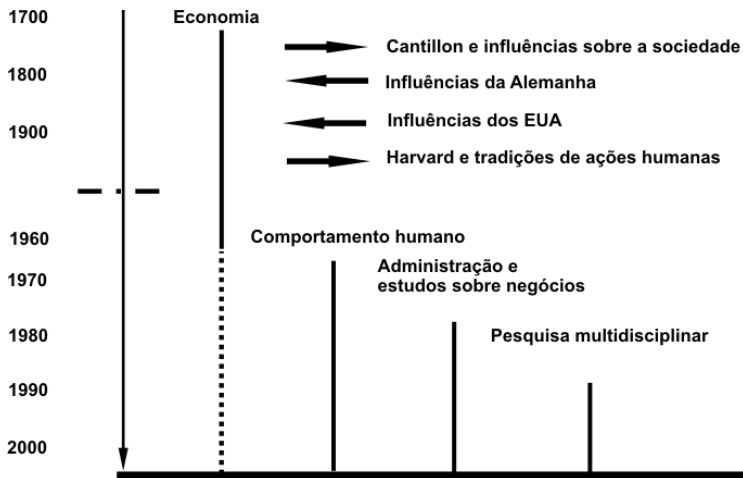 1700
Economia
Cantillon e influências sobre a sociedade
1800
Influências da Alemanha
Influências dos EUA
1900
Harvard e tradições de ações humanas
1960
Comportamento humano
Administração e
estudos sobre negócios
1970
1980
Pesquisa multidisciplinar
1990
2000